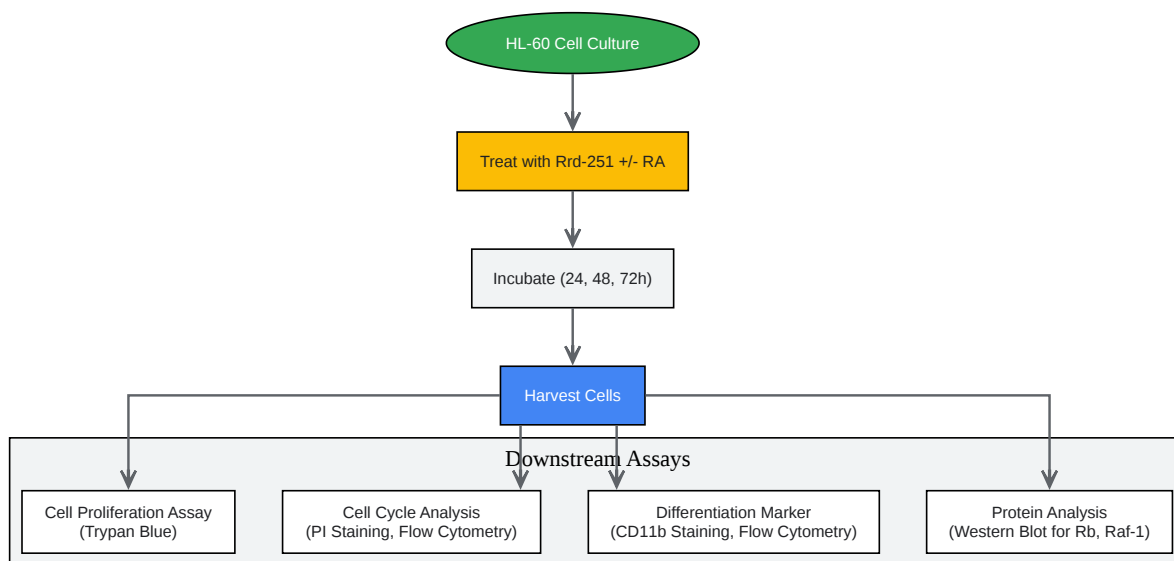 HL-60 Cell Culture
Treat with Rrd-251 +/- RA
Incubate (24, 48, 72h)
Harvest Cells
Downstream Assays
Cell Proliferation Assay
(Trypan Blue)
Cell Cycle Analysis
(PI Staining, Flow Cytometry)
Differentiation Marker
(CD11b Staining, Flow Cytometry)
Protein Analysis
(Western Blot for Rb, Raf-1)